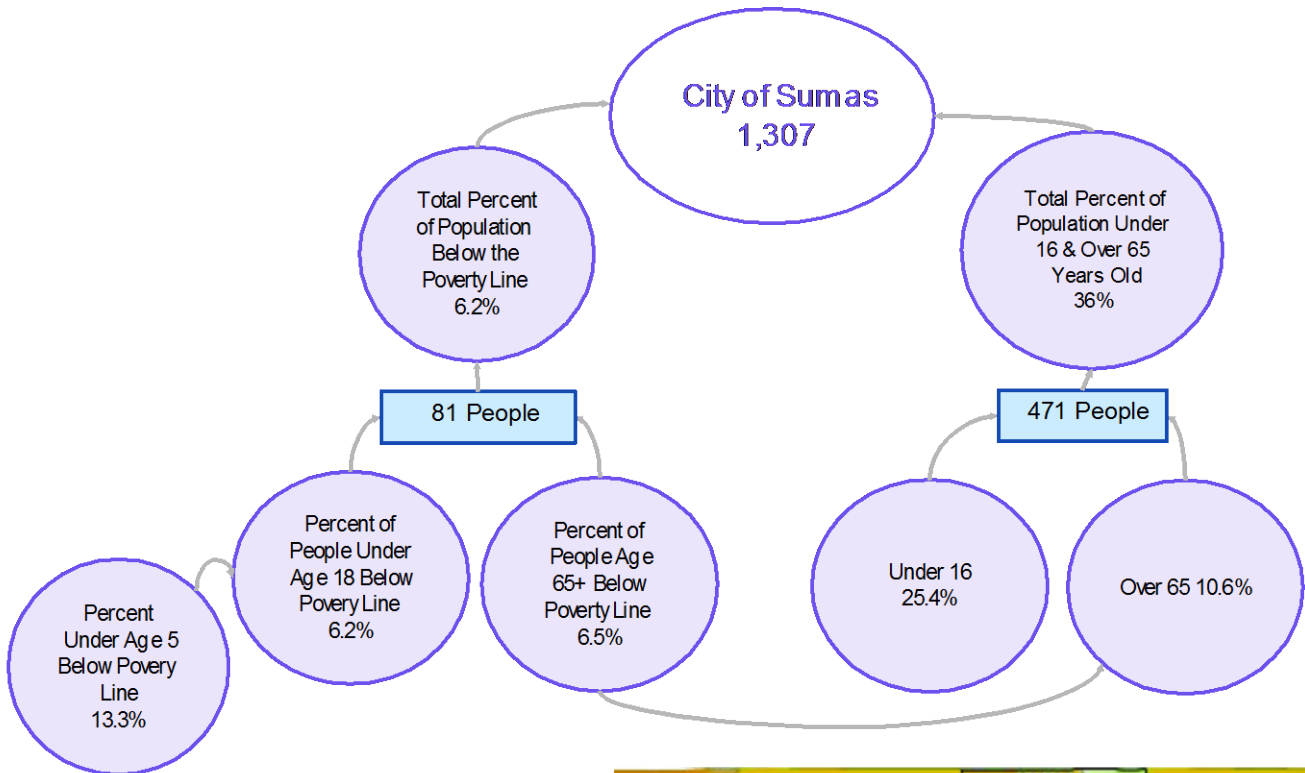 City of Sumas
1,307
Total Percent
of Population
Below the
Poverty Line
6.2%
Total Percent of
Population Under
16 & Over 65
Years Old
36%
81 People
471 People
Percent of
People Under
Age 18 Below
Povery Line
6.2%
Percent of
People Age
65+ Below
Poverty Line
6.5%
Under 16
25.4%
Over 65 10.6%
Percent
Under Age 5
Below Povery
Line
13.3%